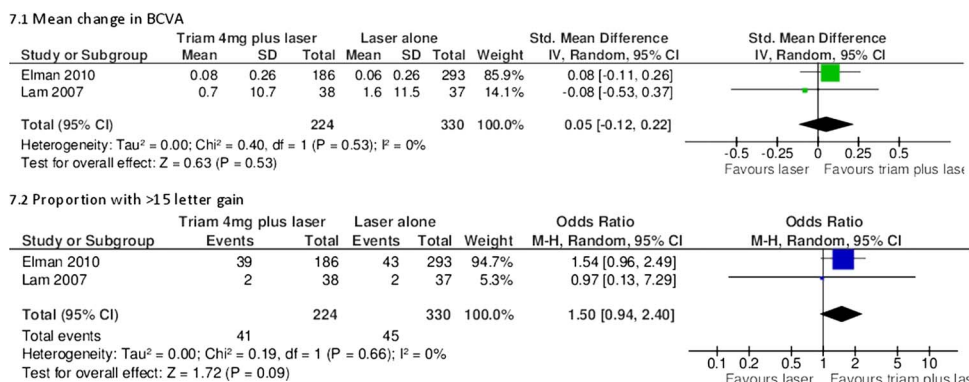 7.1 Mean change in BCVA
Triam 4mg plus laser Laser alone Std. Mean Difference Std. Mean Difference
Study or Subgroup Mean SD Total Mean SD Total Weight IV, Random, 95% CI IV, Random, 95% CI
Elman 2010 0.08 0.26 186 0.06 0.26 293 85.9% 0.08 [-0.11, 0.26]
Lam 2007 0.7 10.7 38 1.6 11.5 37 14.1% -0.08 [-0.53, 0.37]
Total (95% CI) 224 330 100.0% 0.05 [-0.12, 0.22]
Heterogeneity: Tau² = 0.00; Chi² = 0.40, df = 1 (P = 0.53); I² = 0%
Test for overall effect: Z = 0.63 (P = 0.53)
-0.5 -0.25 0 0.25 0.5
Favours laser Favours triam plus lase
7.2 Proportion with >15 letter gain
Triam 4mg plus laser Laser alone Odds Ratio Odds Ratio
Study or Subgroup Events Total Events Total Weight M-H, Random, 95% CI M-H, Random, 95% CI
Elman 2010 39 186 43 293 94.7% 1.54 [0.96, 2.49]
Lam 2007 2 38 2 37 5.3% 0.97 [0.13, 7.29]
Total (95% CI) 224 330 100.0% 1.50 [0.94, 2.40]
Total events 41 45
Heterogeneity: Tau² = 0.00; Chi² = 0.19, df = 1 (P = 0.66); I² = 0%
Test for overall effect: Z = 1.72 (P = 0.09)
0.1 0.2 0.5 1 2 5 10
Favours laser Favours triam plus las